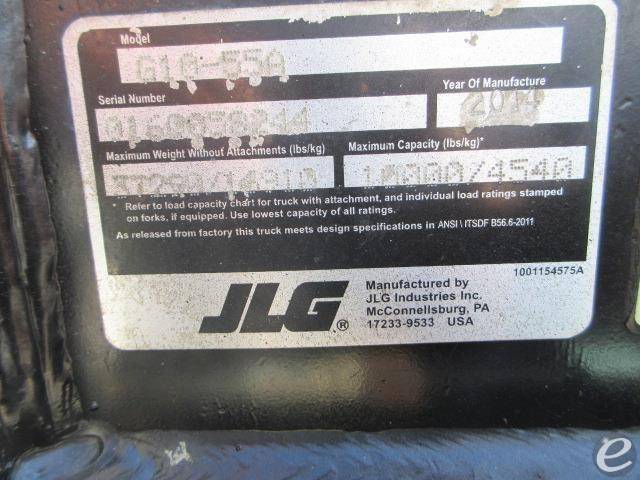 Model
G10-55A
Serial Number
Year Of Manufacture
2014
Maximum Weight Without Attachments (lbs/kg)
Maximum Capacity (lbs/kg)*
10000/4540
* Refer to load capacity chart for truck with attachment, and individual load ratings stamped
on forks, if equipped. Use lowest capacity of all ratings.
As released from factory this truck meets design specifications in ANSI \ ITSDF B56.6-2011
1001154575A
JLG®
Manufactured by
JLG Industries Inc.
McConnellsburg, PA
17233-9533 USA
e